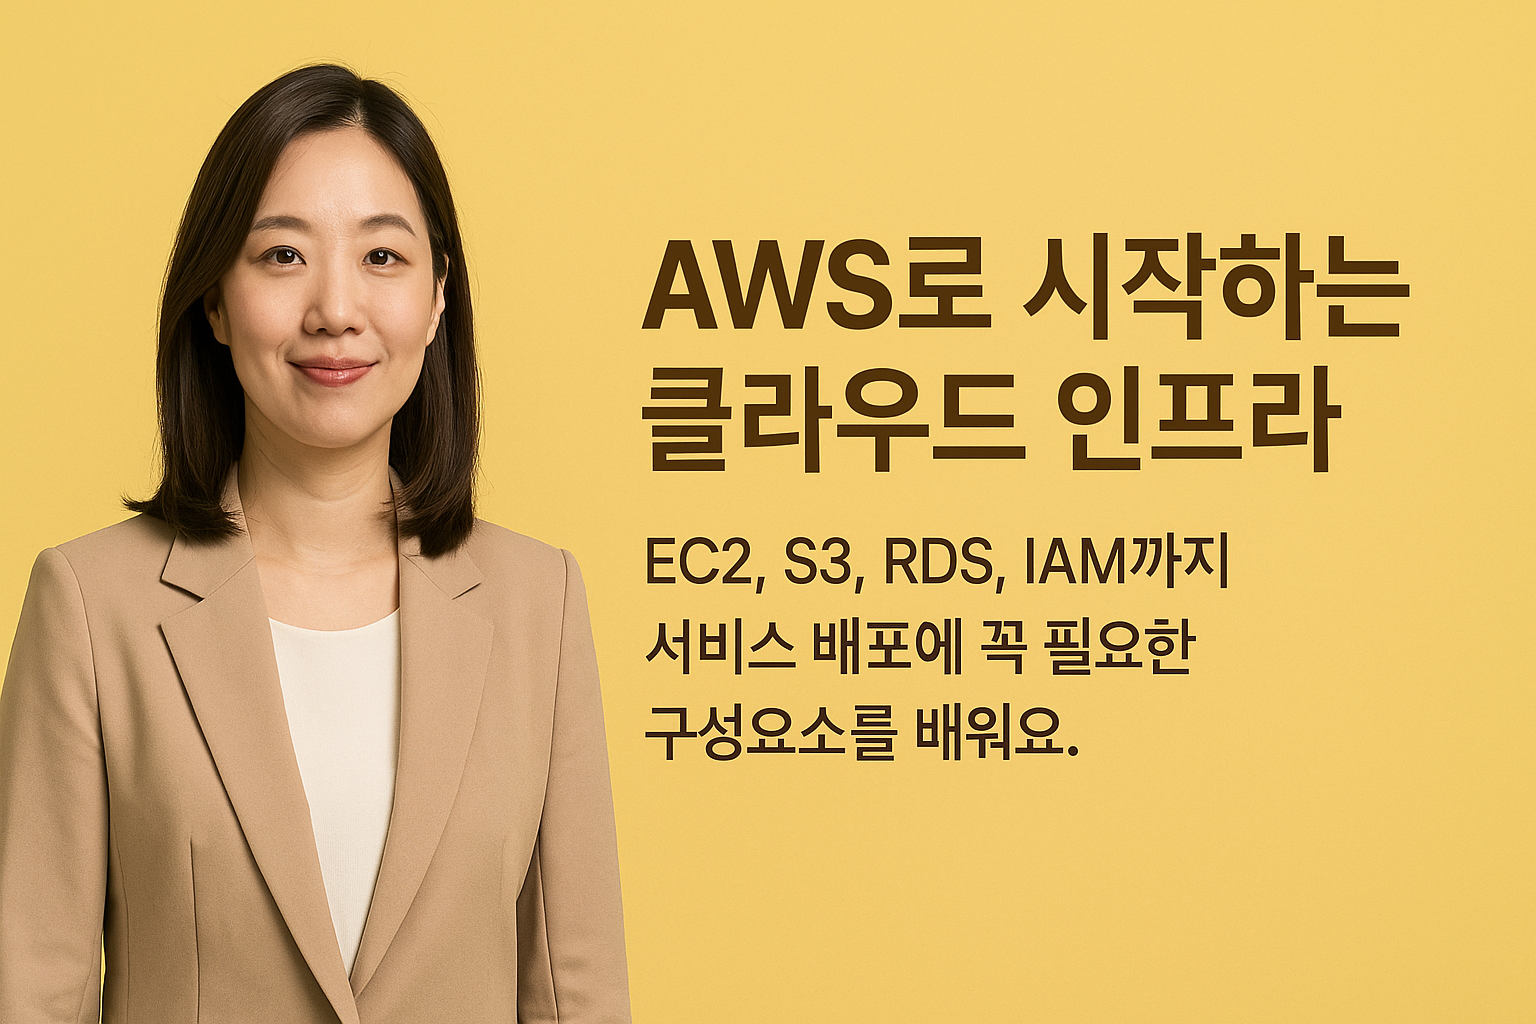 AWS로 시작하는
클라우드 인프라
EC2, S3, RDS, IAM까지
서비스 배포에 꼭 필요한
구성요소를 배워요.